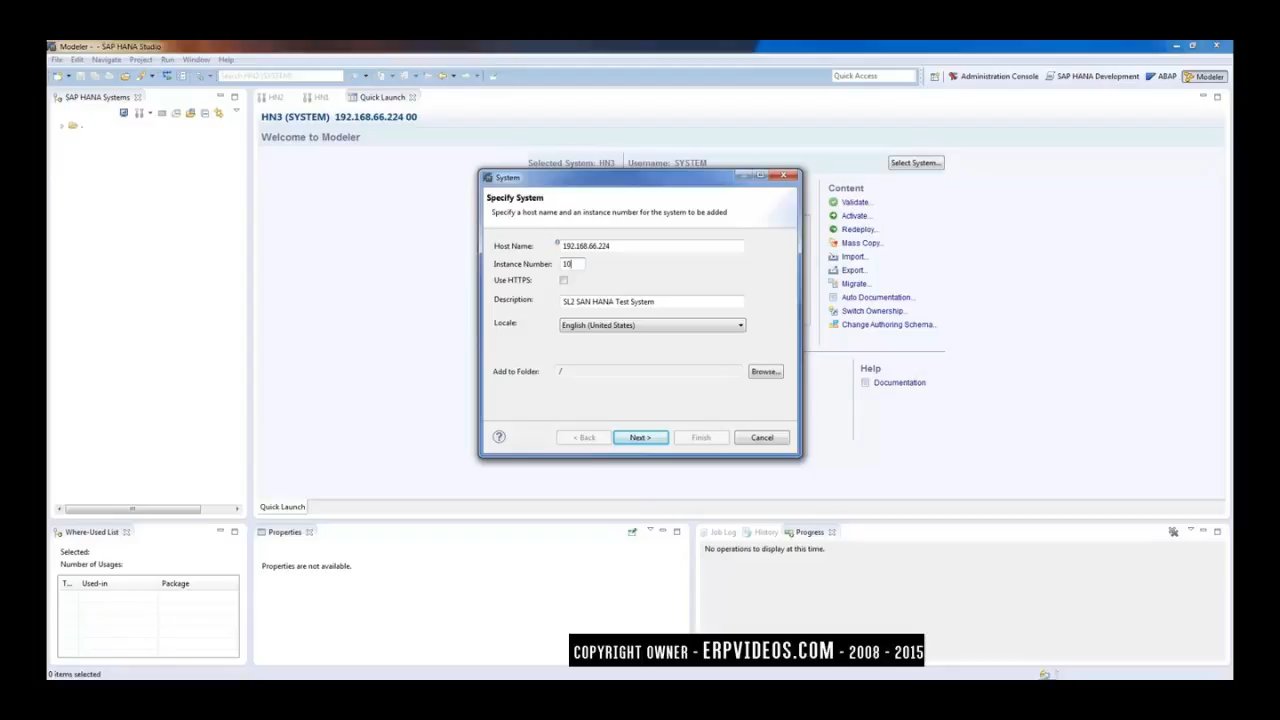 Modeler - - SAP HANA Studio
File Edit Navigate Project Run Window Help
Search HN3 (SYSTEM)
Quick Access
Administration Console SAP HANA Development ABAP Modeler
SAP HANA Systems
HN2 HN1 Quick Launch
HN3 (SYSTEM) 192.168.66.224 00
Welcome to Modeler
Selected System: HN3 Username: SYSTEM
Select System...
System
Specify System
Specify a host name and an instance number for the system to be added
Host Name: 192.168.66.224
Instance Number: 10
Use HTTPS:
Description: SL2 SAN HANA Test System
Locale: English (United States)
Add to Folder: /
Browse...
< Back Next > Finish Cancel
Content
Validate...
Activate...
Redeploy...
Mass Copy...
Import...
Export...
Migrate...
Auto Documentation...
Switch Ownership...
Change Authoring Schema...
Help
Documentation
Quick Launch
Where-Used List
Selected:
Number of Usages:
T... Used-in Package
Properties
Properties are not available.
Job Log History Progress
No operations to display at this time.
0 items selected
COPYRIGHT OWNER - ERPVIDEOS.COM - 2008 - 2015